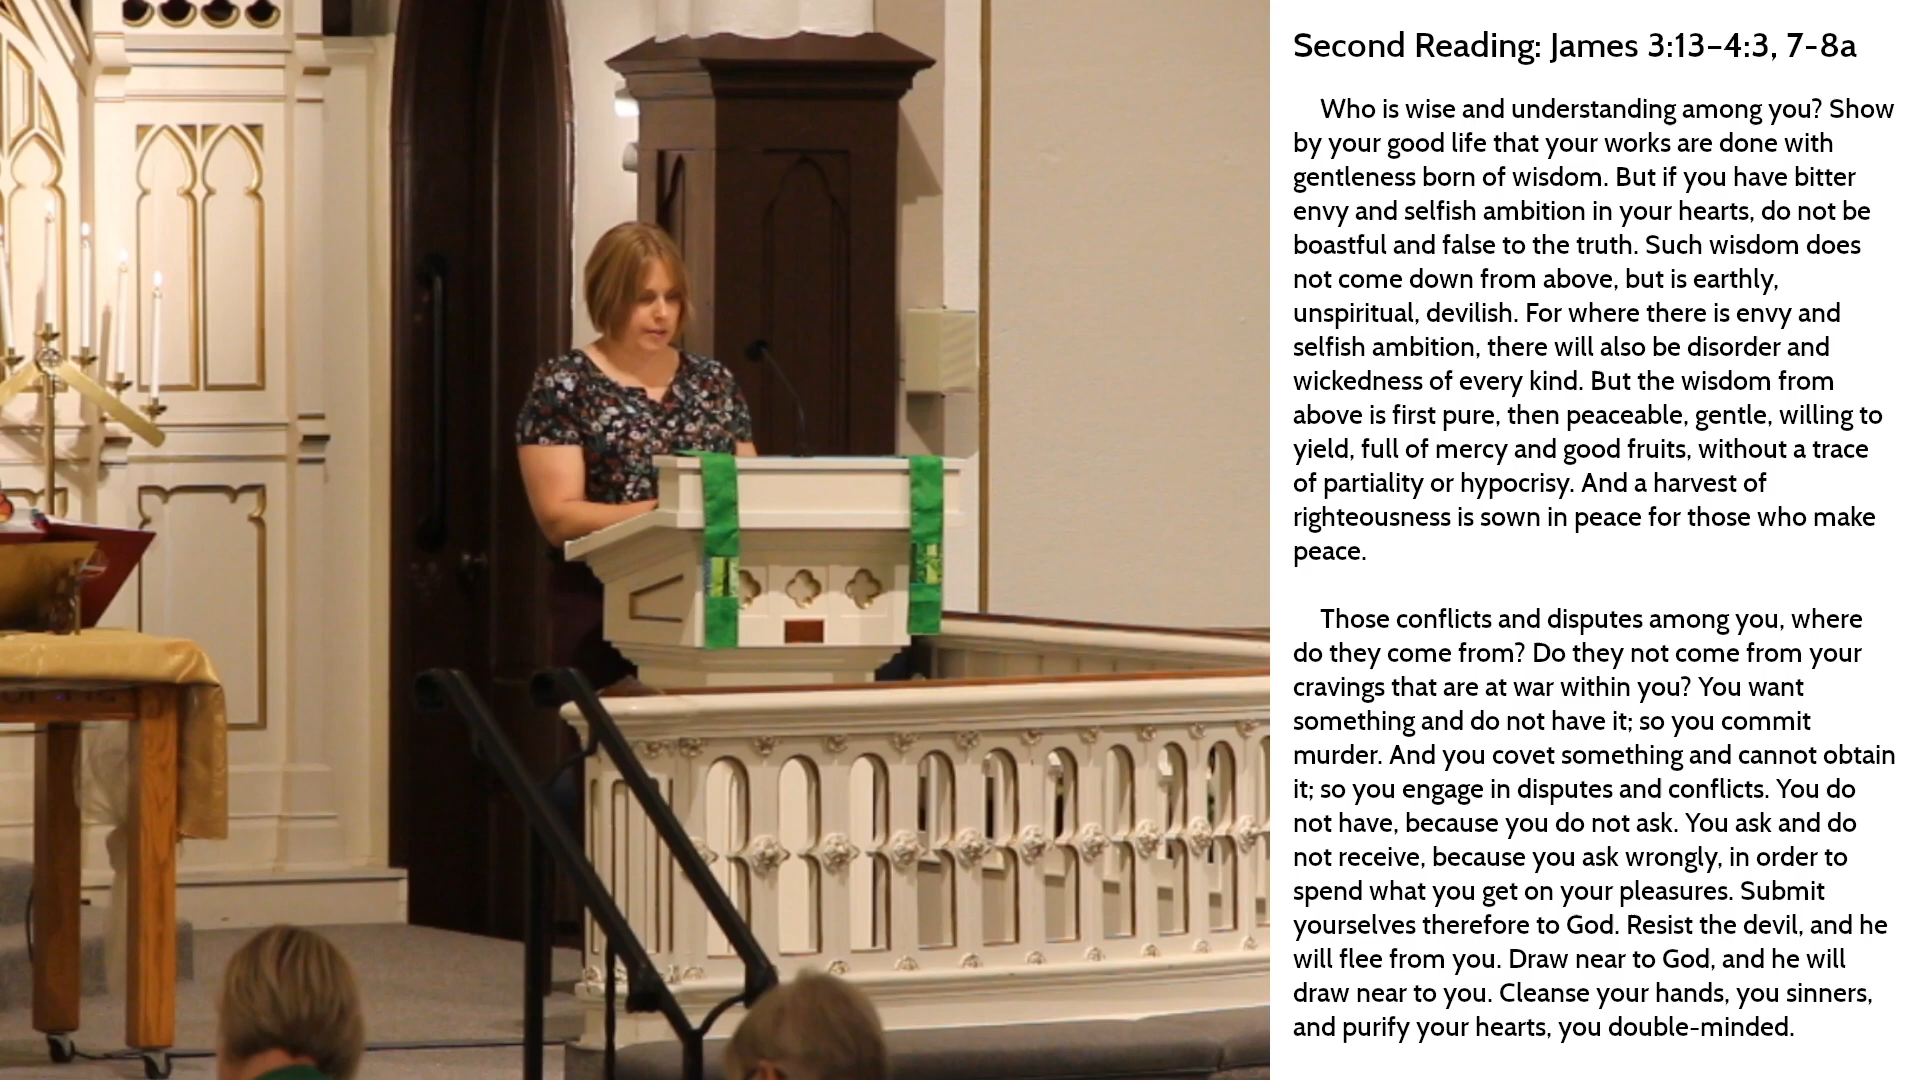 Second Reading: James 3:13–4:3, 7-8a
Who is wise and understanding among you? Show
by your good life that your works are done with
gentleness born of wisdom. But if you have bitter
envy and selfish ambition in your hearts, do not be
boastful and false to the truth. Such wisdom does
not come down from above, but is earthly,
unspiritual, devilish. For where there is envy and
selfish ambition, there will also be disorder and
wickedness of every kind. But the wisdom from
above is first pure, then peaceable, gentle, willing to
yield, full of mercy and good fruits, without a trace
of partiality or hypocrisy. And a harvest of
righteousness is sown in peace for those who make
peace.
Those conflicts and disputes among you, where
do they come from? Do they not come from your
cravings that are at war within you? You want
something and do not have it; so you commit
murder. And you covet something and cannot obtain
it; so you engage in disputes and conflicts. You do
not have, because you do not ask. You ask and do
not receive, because you ask wrongly, in order to
spend what you get on your pleasures. Submit
yourselves therefore to God. Resist the devil, and he
will flee from you. Draw near to God, and he will
draw near to you. Cleanse your hands, you sinners,
and purify your hearts, you double-minded.